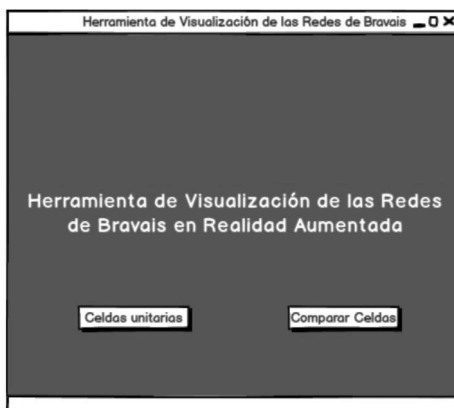 Herramienta de Visualización de las Redes de Bravais
Herramienta de Visualización de las Redes
de Bravais en Realidad Aumentada
Celdas unitarias
Comparar Celdas